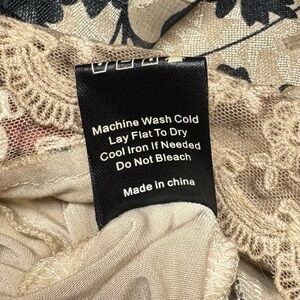 Machine Wash Cold
Lay Flat To Dry
Cool Iron If Needed
Do Not Bleach
Made in china